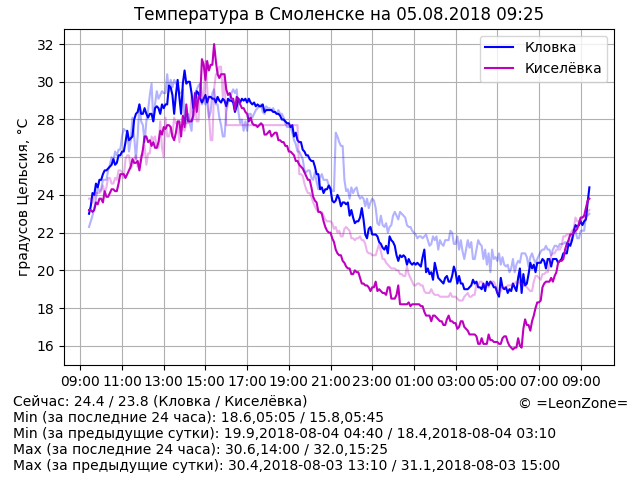 Температура в Смоленске на 05.08.2018 09:25
Кловка
Киселёвка
градусов Цельсия, °C
32
30
28
26
24
22
20
18
16
09:00 11:00 13:00 15:00 17:00 19:00 21:00 23:00 01:00 03:00 05:00 07:00 09:00
Сейчас: 24.4 / 23.8 (Кловка / Киселёвка)
© =LeonZone=
Min (за последние 24 часа): 18.6,05:05 / 15.8,05:45
Min (за предыдущие сутки): 19.9,2018-08-04 04:40 / 18.4,2018-08-04 03:10
Max (за последние 24 часа): 30.6,14:00 / 32.0,15:25
Max (за предыдущие сутки): 30.4,2018-08-03 13:10 / 31.1,2018-08-03 15:00